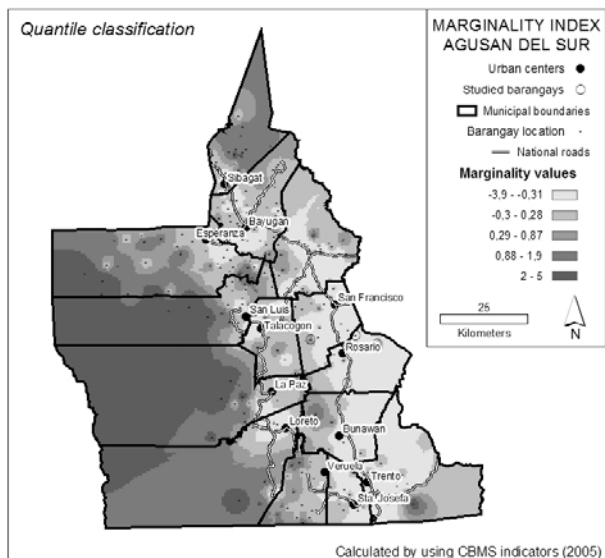 Quantile classification
MARGINALITY INDEX
AGUSAN DEL SUR
Urban centers
Studied barangays
Municipal boundaries
Barangay location
National roads
Marginality values
-3,9 - -0,31
-0.3 - 0.28
0.29 - 0.87
0.88 - 1.9
2 - 5
25
Kilometers
N
Sibagat
Bayugan
Esperanza
San Francisco
San Luis
Talacogon
Rosario
La Paz
Loreto
Bunawan
Veruela
Trento
Sta. Josefa
Calculated by using CBMS indicators (2005)